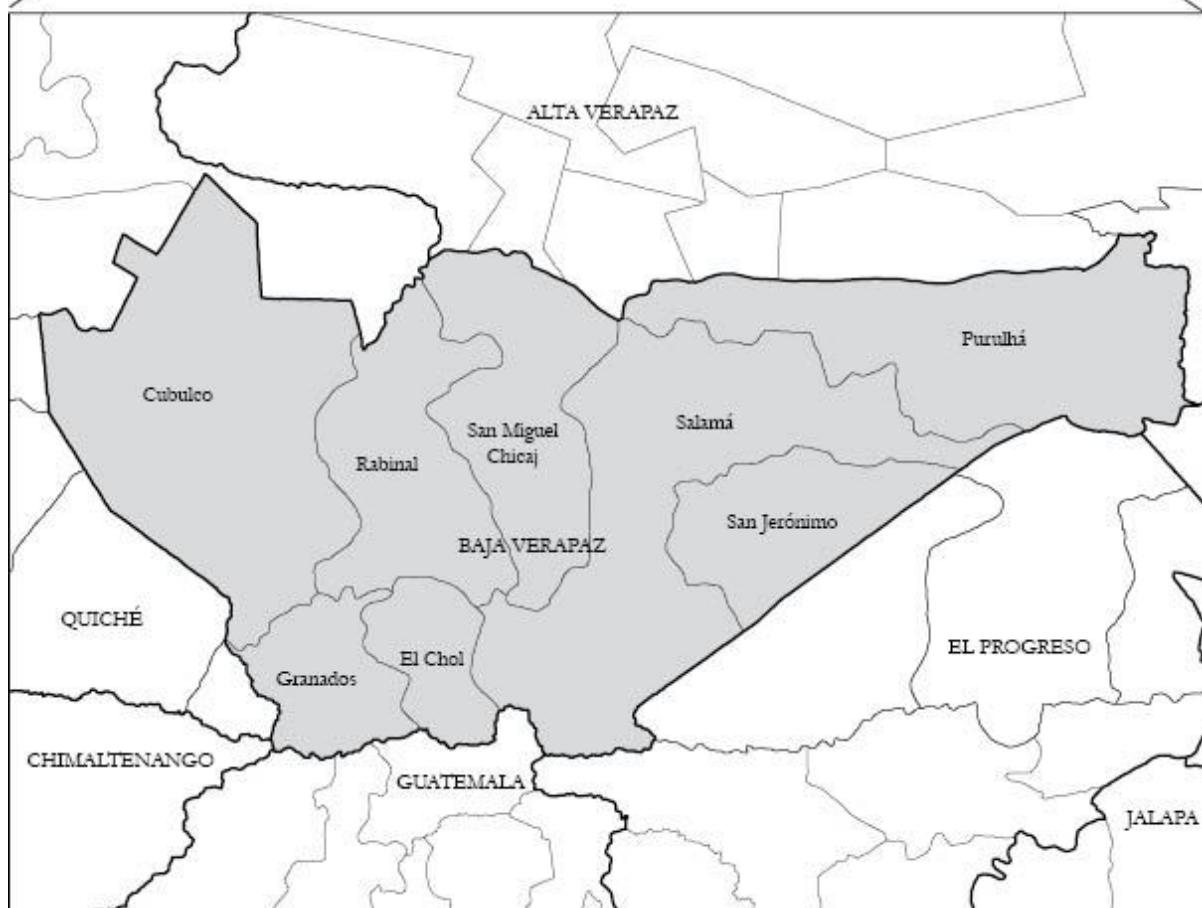 ALTA VERAPAZ
Purulhá
Cubulco
Salamá
San Miguel
Chicaj
Rabinal
San Jerónimo
BAJA VERAPAZ
QUICHÉ
EL PROGRESO
El Chol
Granados
CHIMALTENANGO
GUATEMALA
JALAPA